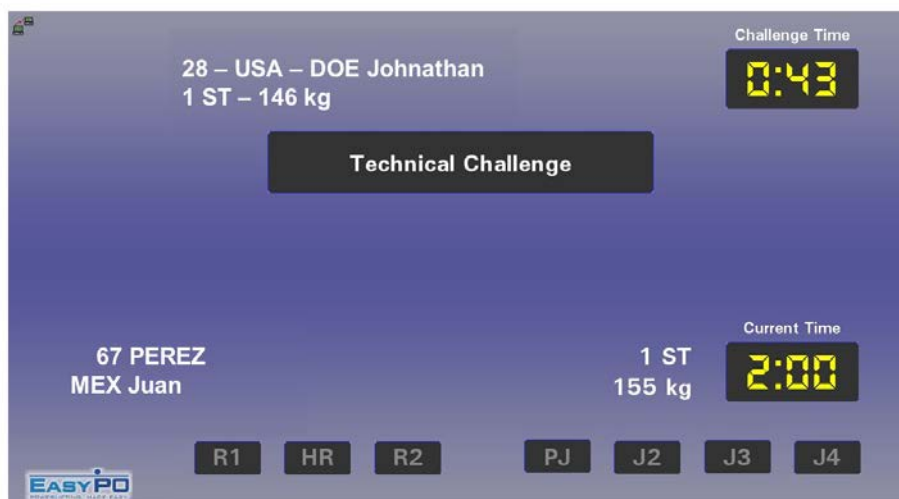 Challenge Time
28 – USA – DOE Johnathan
0:43
1 ST – 146 kg
Technical Challenge
Current Time
67 PEREZ
1 ST
2:00
MEX Juan
155 kg
R1 HR R2 PJ J2 J3 J4
EASYPO